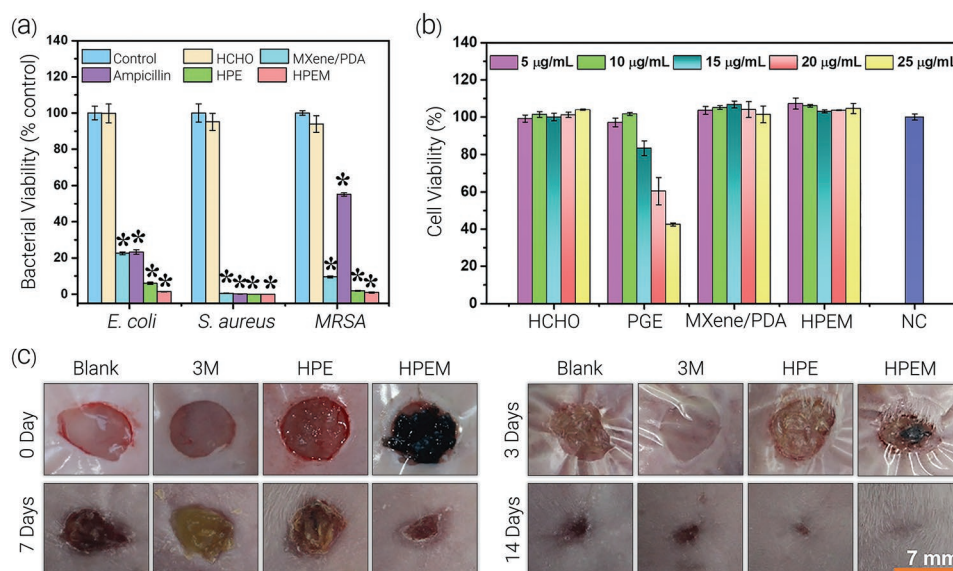 (a)
140
120
100
80
60
40
20
0
Bacterial Viability (% control)
Control HCHO MXene/PDA
Ampicillin HPE HPEM
* * * *
* * * *
* * * *
E. coli S. aureus MRSA
(b)
140
120
100
80
60
40
20
0
Cell Viability (%)
5 μg/mL 10 μg/mL 15 μg/mL 20 μg/mL 25 μg/mL
HCHO PGE MXene/PDA HPEM NC
(c)
Blank 3M HPE HPEM
0 Day
7 Days
Blank 3M HPE HPEM
3 Days
14 Days
7 mm